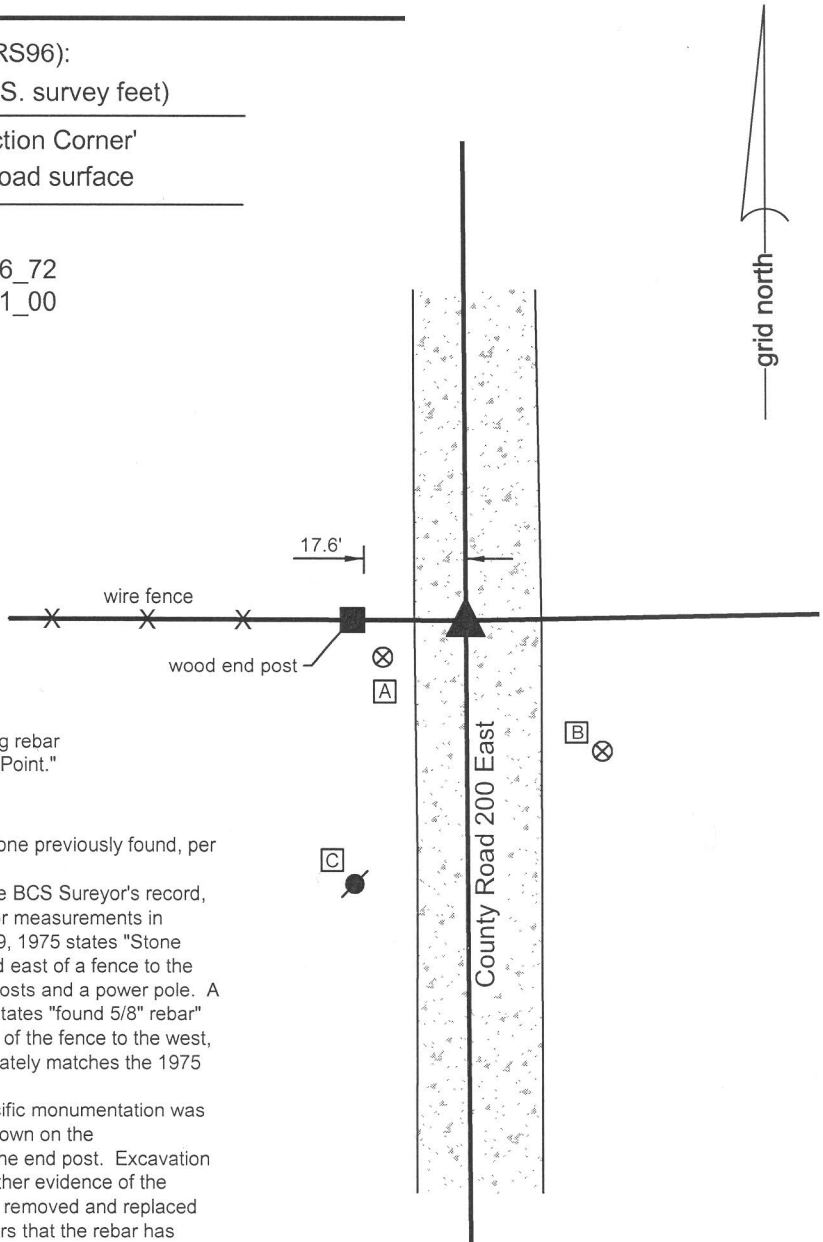 RS96):
S. survey feet)
ction Corner'
oad surface
6_72
1_00
grid north
17.6'
wire fence
wood end post
A
B
C
County Road 200 East
g rebar
Point."
one previously found, per
e BCS Sureyor's record,
or measurements in
9, 1975 states "Stone
d east of a fence to the
osts and a power pole. A
tates "found 5/8" rebar"
of the fence to the west,
ately matches the 1975
cific monumentation was
own on the
ne end post. Excavation
ther evidence of the
removed and replaced
rs that the rebar has